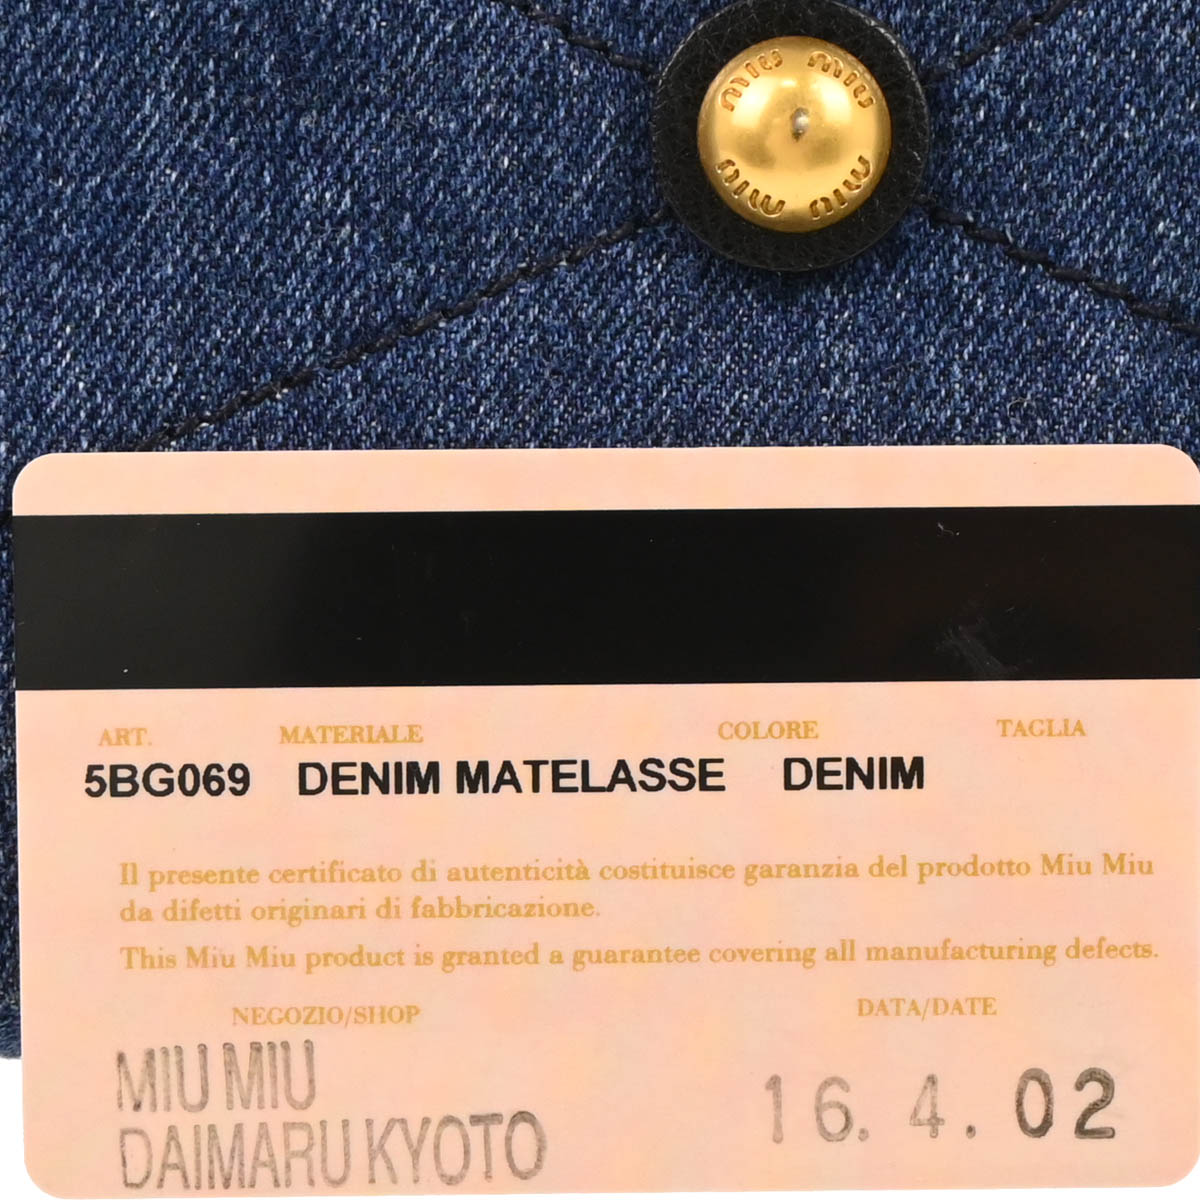 miu miu
miu miu
ART. MATERIALE COLORE TAGLIA
5BG069 DENIM MATELASSE DENIM
Il presente certificato di autenticità costituisce garanzia del prodotto Miu Miu
da difetti originari di fabbricazione.
This Miu Miu product is granted a guarantee covering all manufacturing defects.
NEGOZIO/SHOP DATA/DATE
MIU MIU
DAIMARU KYOTO
16. 4. 02